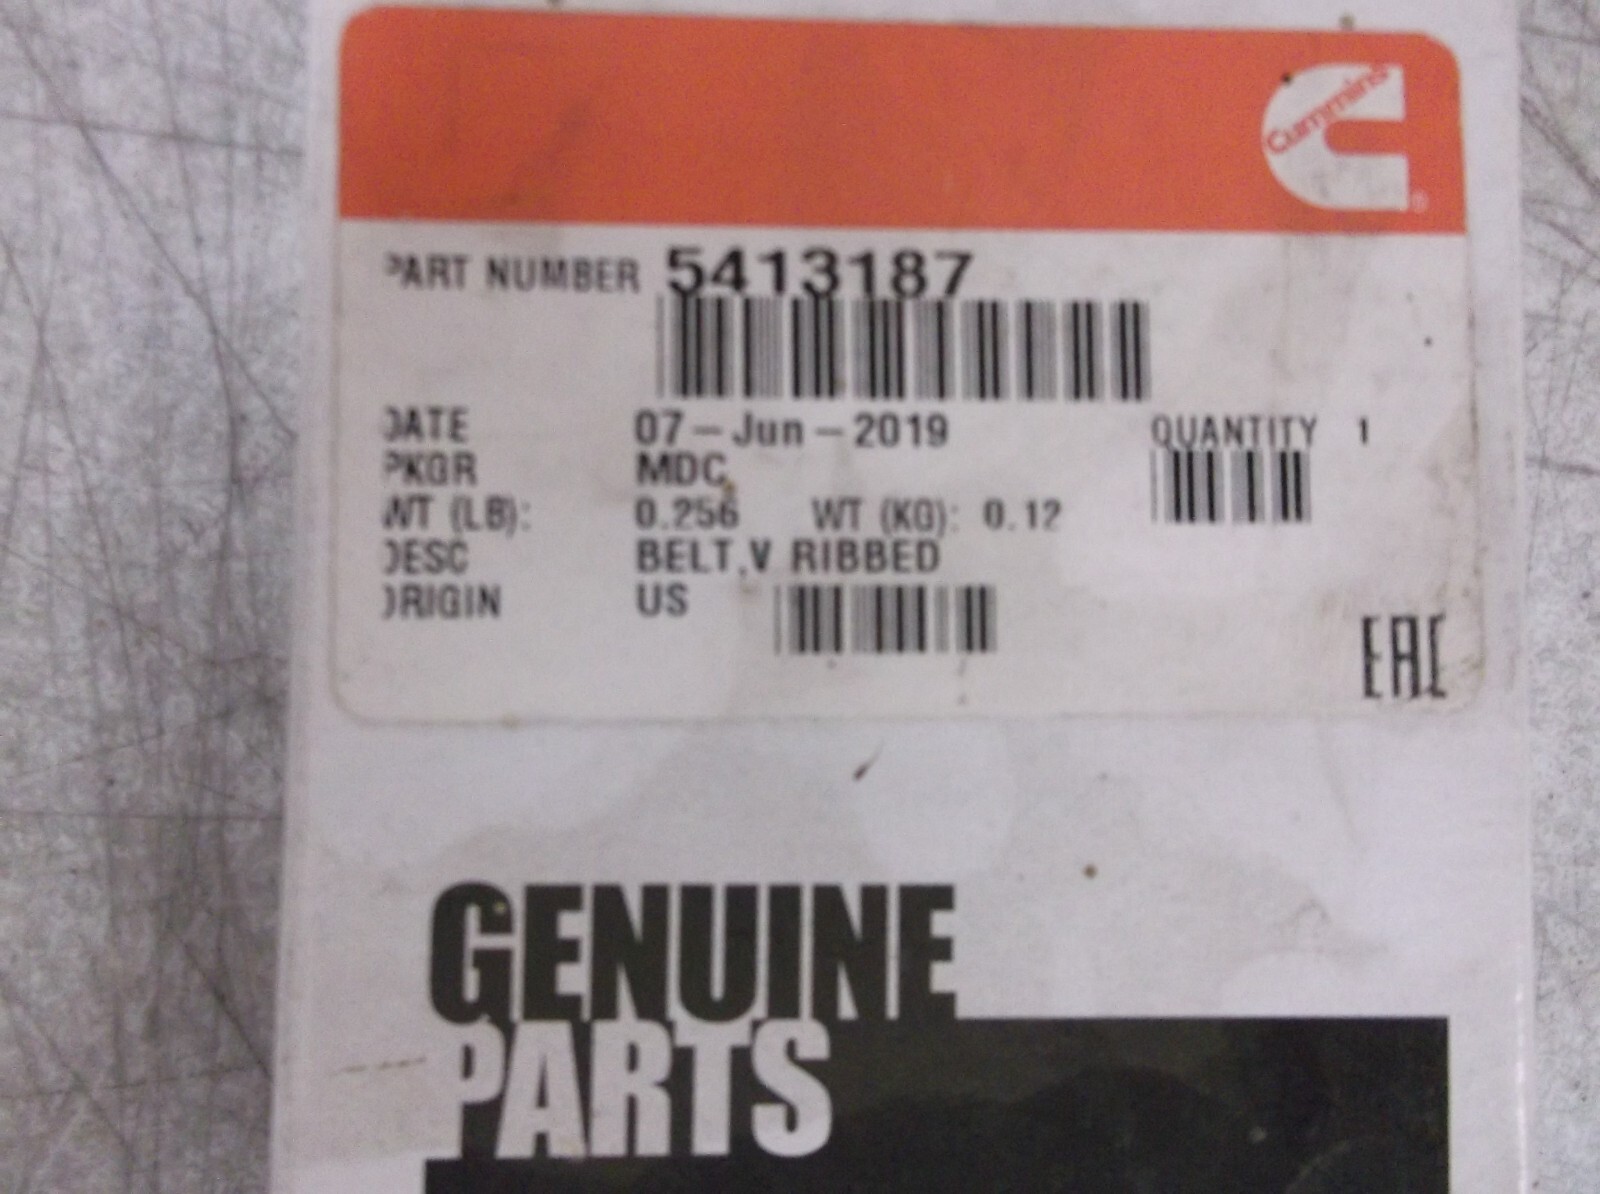 Cummins
®
PART NUMBER 5413187
DATE 07-Jun-2019 QUANTITY 1
PKGR MDC
WT (LB): 0.256 WT (KG): 0.12
DESC BELT,V RIBBED
ORIGIN US
EAC
GENUINE
PARTS